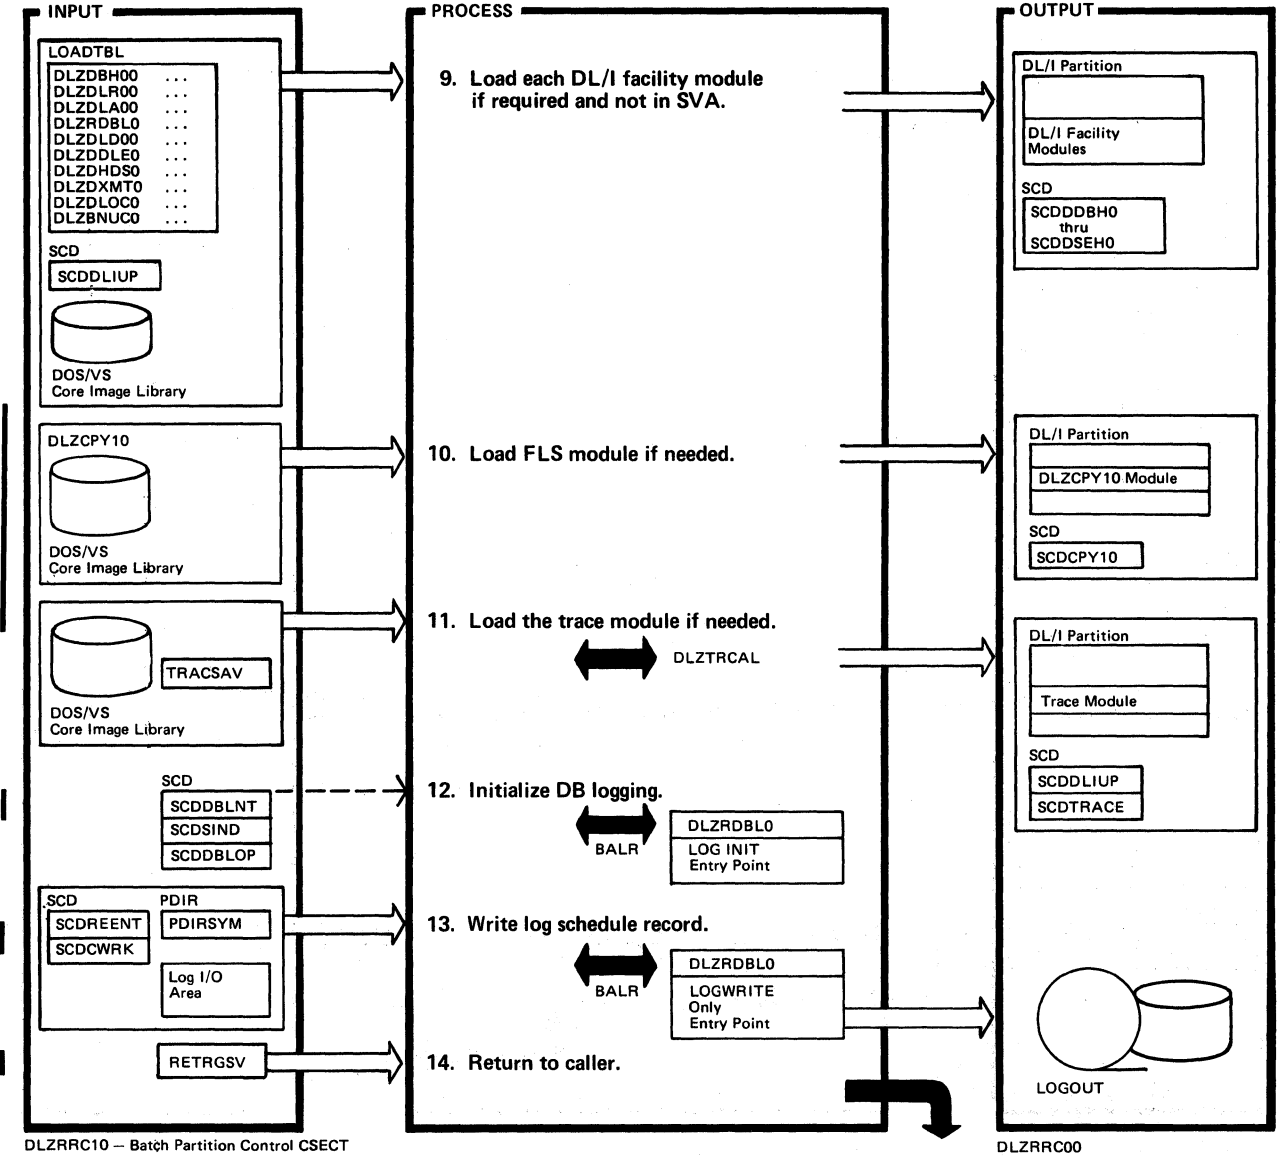 INPUT
LOADTBL
DLZDBH00 ...
DLZDLR00 ...
DLZDLA00 ...
DLZRDBL0 ...
DLZDLD00 ...
DLZDDLE0 ...
DLZDHDS0 ...
DLZDXMT0 ...
DLZDLOC0 ...
DLZBNUC0 ...
SCD
SCDDLIUP
DOS/VS
Core Image Library
DLZCPY10
DOS/VS
Core Image Library
TRACSAV
DOS/VS
Core Image Library
SCD
SCDDBLNT
SCDSIND
SCDDBLOP
SCD
SCDREENT
SCDCWRK
PDIR
PDIRSYM
Log I/O
Area
RETRGSV
PROCESS
9. Load each DL/I facility module
if required and not in SVA.
10. Load FLS module if needed.
11. Load the trace module if needed.
DLZTRCAL
12. Initialize DB logging.
BALR
DLZRDBL0
LOG INIT
Entry Point
13. Write log schedule record.
BALR
DLZRDBL0
LOGWRITE
Only
Entry Point
14. Return to caller.
OUTPUT
DL/I Partition
DL/I Facility
Modules
SCD
SCDDDBH0
thru
SCDDSEH0
DL/I Partition
DLZCPY10 Module
SCD
SCDCPY10
DL/I Partition
Trace Module
SCD
SCDDLIUP
SCDTRACE
LOGOUT
DLZRRC10 — Batch Partition Control CSECT
DLZRRC00